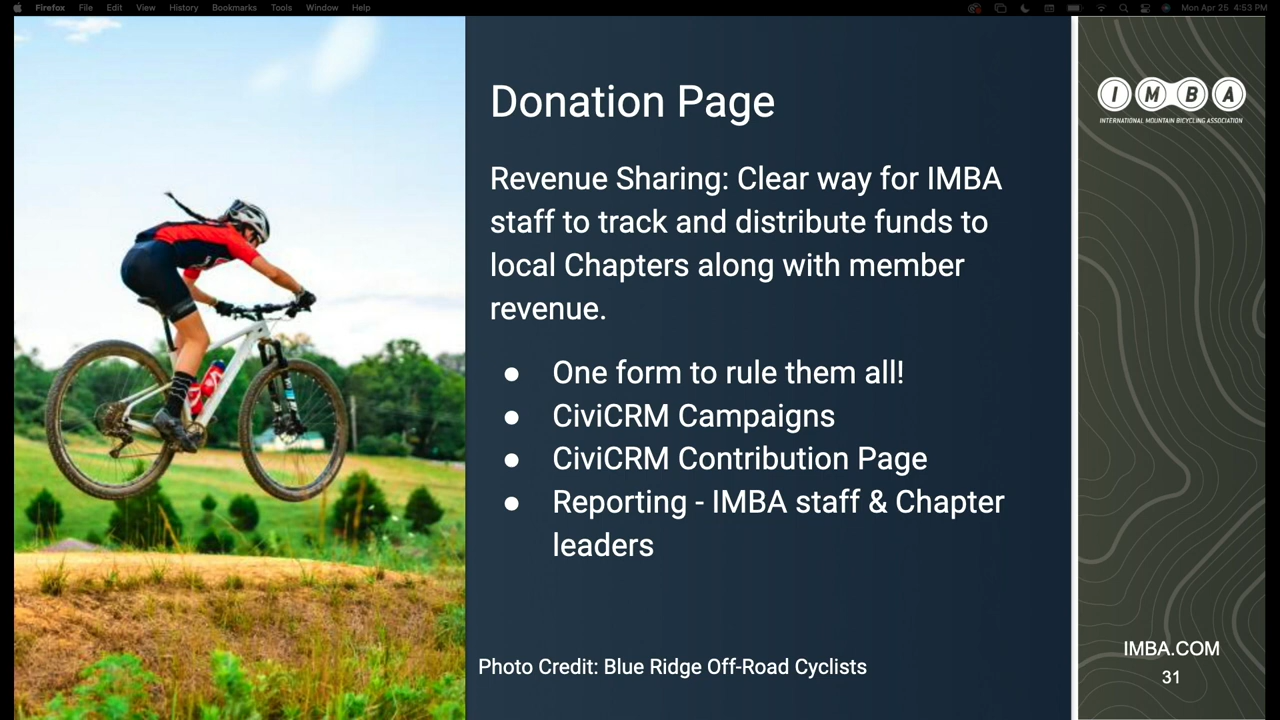 Firefox File Edit View History Bookmarks Tools Window Help Mon Apr 25 4:53 PM
Donation Page
Revenue Sharing: Clear way for IMBA
staff to track and distribute funds to
local Chapters along with member
revenue.
● One form to rule them all!
● CiviCRM Campaigns
● CiviCRM Contribution Page
● Reporting - IMBA staff & Chapter
leaders
Photo Credit: Blue Ridge Off-Road Cyclists
IMBA
INTERNATIONAL MOUNTAIN BICYCLING ASSOCIATION
IMBA.COM
31